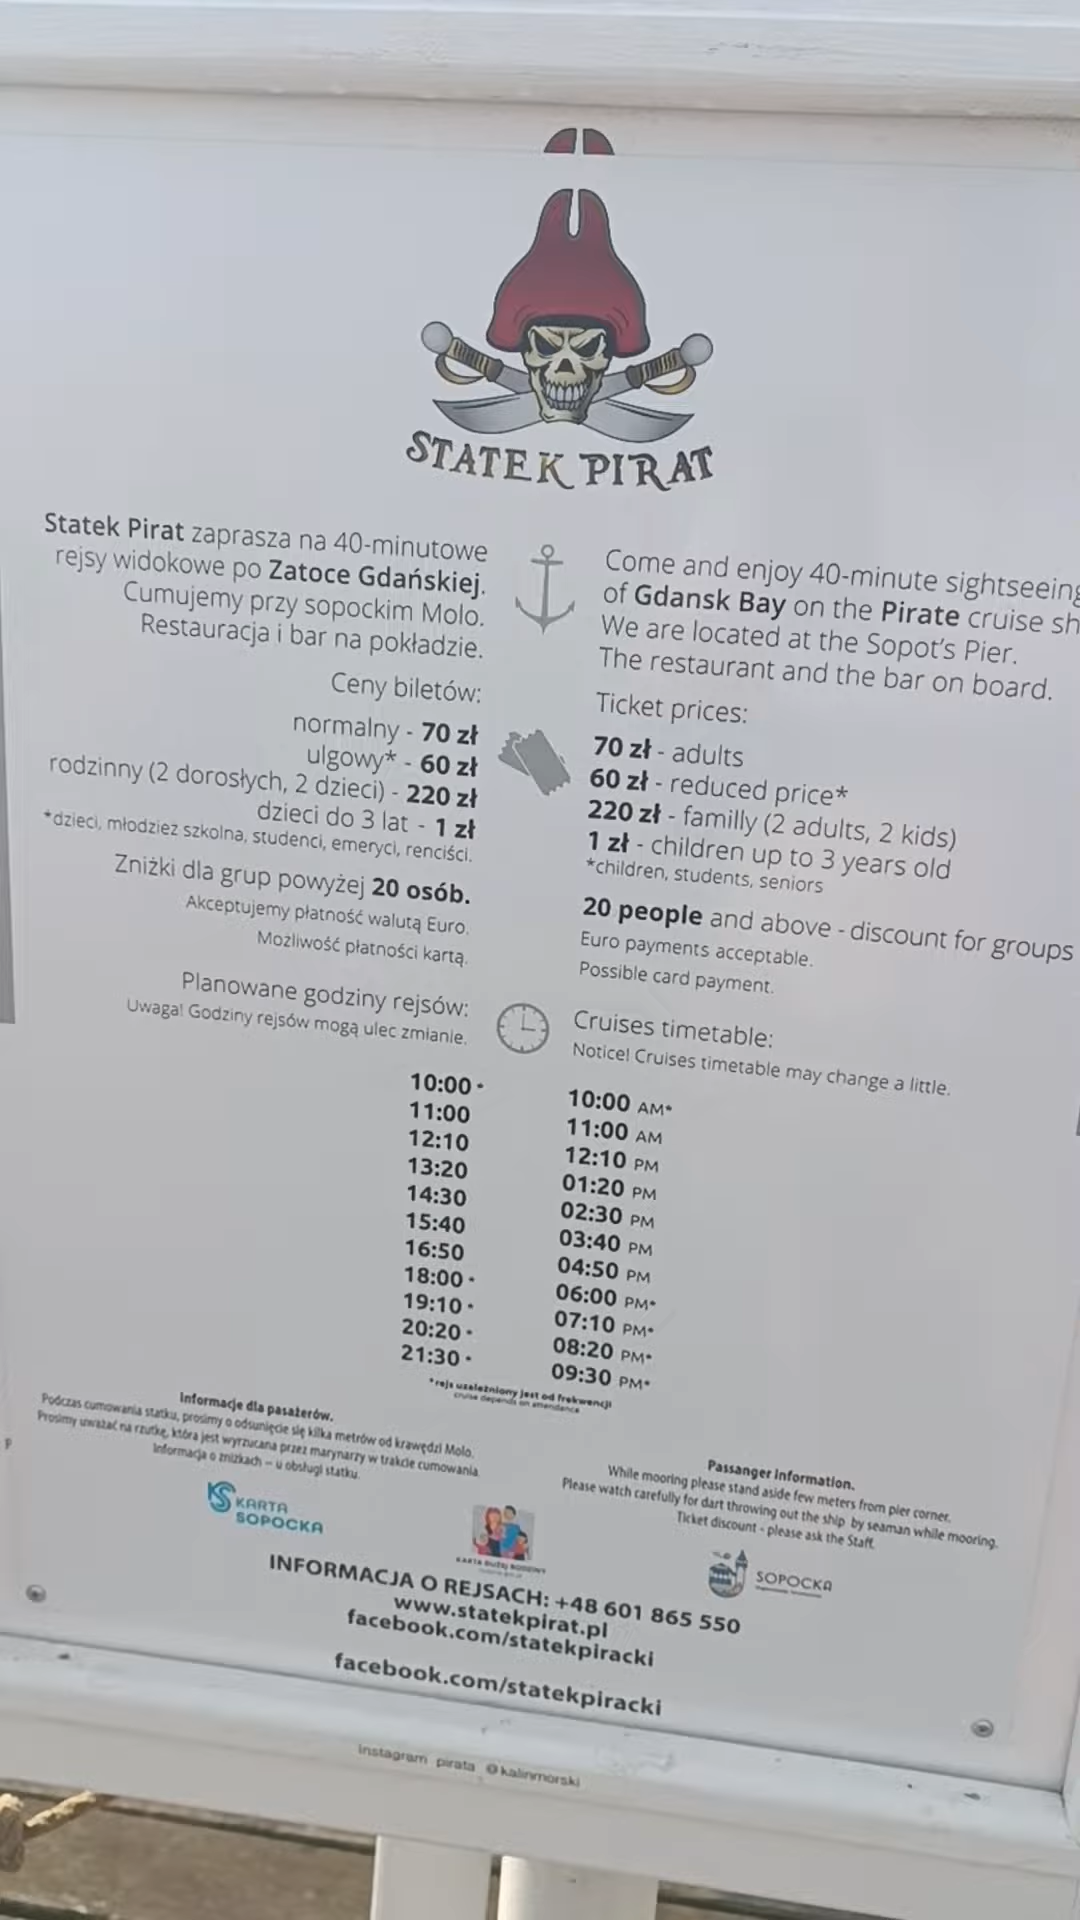 STATEK PIRAT
Statek Pirat zaprasza na 40-minutowe
rejsy widokowe po Zatoce Gdańskiej.
Cumujemy przy sopockim Molo.
Restauracja i bar na pokładzie.
Ceny biletów:
normalny - 70 zł
ulgowy* - 60 zł
rodzinny (2 dorosłych, 2 dzieci) - 220 zł
dzieci do 3 lat - 1 zł
*dzieci, młodzież szkolna, studenci, emeryci, renciści.
Zniżki dla grup powyżej 20 osób.
Akceptujemy płatność walutą Euro.
Możliwość płatności kartą.
Planowane godziny rejsów:
Uwaga! Godziny rejsów mogą ulec zmianie.
10:00 *
11:00
12:10
13:20
14:30
15:40
16:50
18:00 *
19:10 *
20:20 *
21:30 *
Come and enjoy 40-minute sightseeing
of Gdansk Bay on the Pirate cruise sh
We are located at the Sopot's Pier.
The restaurant and the bar on board.
Ticket prices:
70 zł - adults
60 zł - reduced price*
220 zł - familly (2 adults, 2 kids)
1 zł - children up to 3 years old
*children, students, seniors
20 people and above - discount for groups
Euro payments acceptable.
Possible card payment.
Cruises timetable:
Notice! Cruises timetable may change a little.
10:00 AM*
11:00 AM
12:10 PM
01:20 PM
02:30 PM
03:40 PM
04:50 PM
06:00 PM*
07:10 PM*
08:20 PM*
09:30 PM*
*rejs uzależniony jest od frekwencji
cruise depends on attendance
Informacje dla pasażerów.
Podczas cumowania statku, prosimy o odsunięcie się kilka metrów od krawędzi Molo.
Prosimy uważać na rzutkę, która jest wyrzucana przez marynarzy w trakcie cumowania.
Informacja o zniżkach – u obsługi statku.
Passanger information.
While mooring please stand aside few meters from pier corner.
Please watch carefully for dart throwing out the ship by seaman while mooring.
Ticket discount - please ask the Staff.
KARTA
SOPOCKA
KARTA DUŻEJ RODZINY
SOPOCKA
INFORMACJA O REJSACH: +48 601 865 550
www.statekpirat.pl
facebook.com/statekpiracki
facebook.com/statekpiracki
instagram pirata @kalinmorski